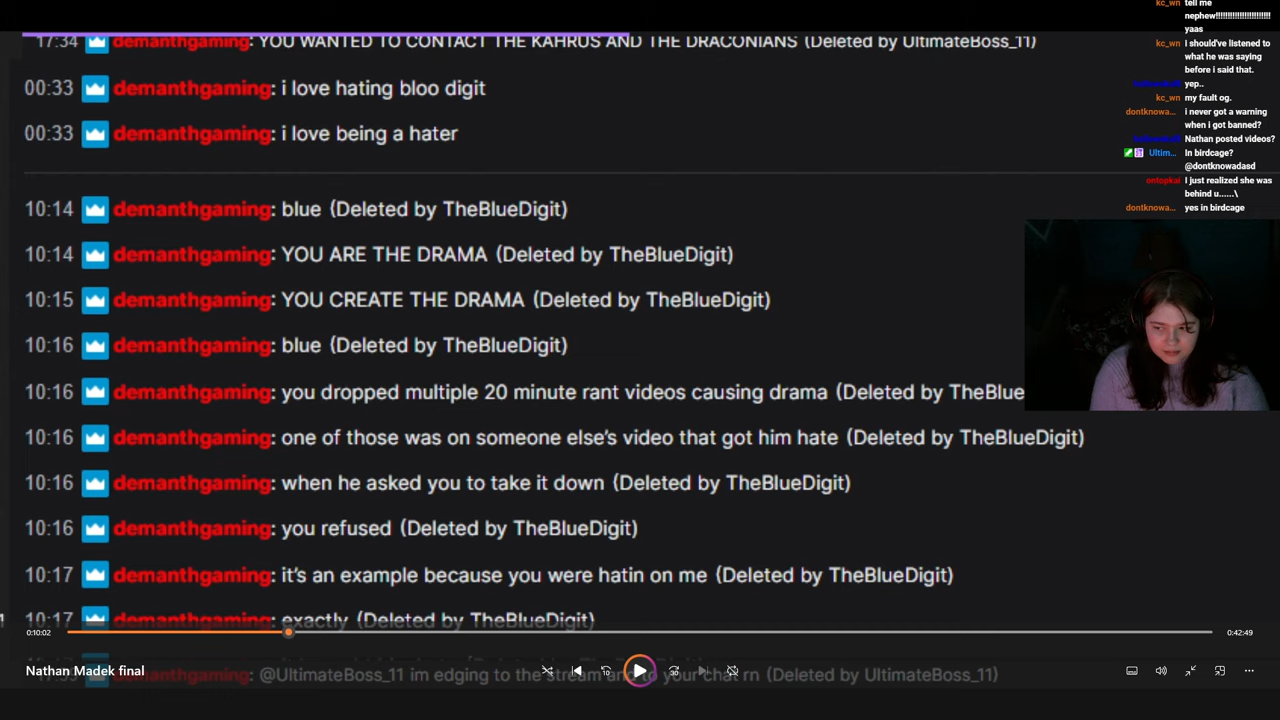 17:34 demanthgaming: YOU WANTED TO CONTACT THE KAHRUS AND THE DRACONIANS (Deleted by UltimateBoss_11)
00:33 demanthgaming: i love hating bloo digit
00:33 demanthgaming: i love being a hater
10:14 demanthgaming: blue (Deleted by TheBlueDigit)
10:14 demanthgaming: YOU ARE THE DRAMA (Deleted by TheBlueDigit)
10:15 demanthgaming: YOU CREATE THE DRAMA (Deleted by TheBlueDigit)
10:16 demanthgaming: blue (Deleted by TheBlueDigit)
10:16 demanthgaming: you dropped multiple 20 minute rant videos causing drama (Deleted by TheBlue
10:16 demanthgaming: one of those was on someone else's video that got him hate (Deleted by TheBlueDigit)
10:16 demanthgaming: when he asked you to take it down (Deleted by TheBlueDigit)
10:16 demanthgaming: you refused (Deleted by TheBlueDigit)
10:17 demanthgaming: it's an example because you were hatin on me (Deleted by TheBlueDigit)
10:17 demanthgaming: exactly (Deleted by TheBlueDigit)
@UltimateBoss_11 im edging to the stream and to your chat rn (Deleted by UltimateBoss_11)
0:10:02
0:42:49
Nathan Madek final
10
30
kc_wn tell me
nephew!!!!!!!!!!!!!!!!!!!!!!!
yaas
kc_wn I should've listened to
what he was saying
before i said that.
yep..
kc_wn my fault og.
dontknowa... i never got a warning
when I got banned?
Nathan posted videos?
Ultim... In birdcage?
@dontknowadasd
ontopkai I just realized she was
behind u......\
dontknowa... yes in birdcage